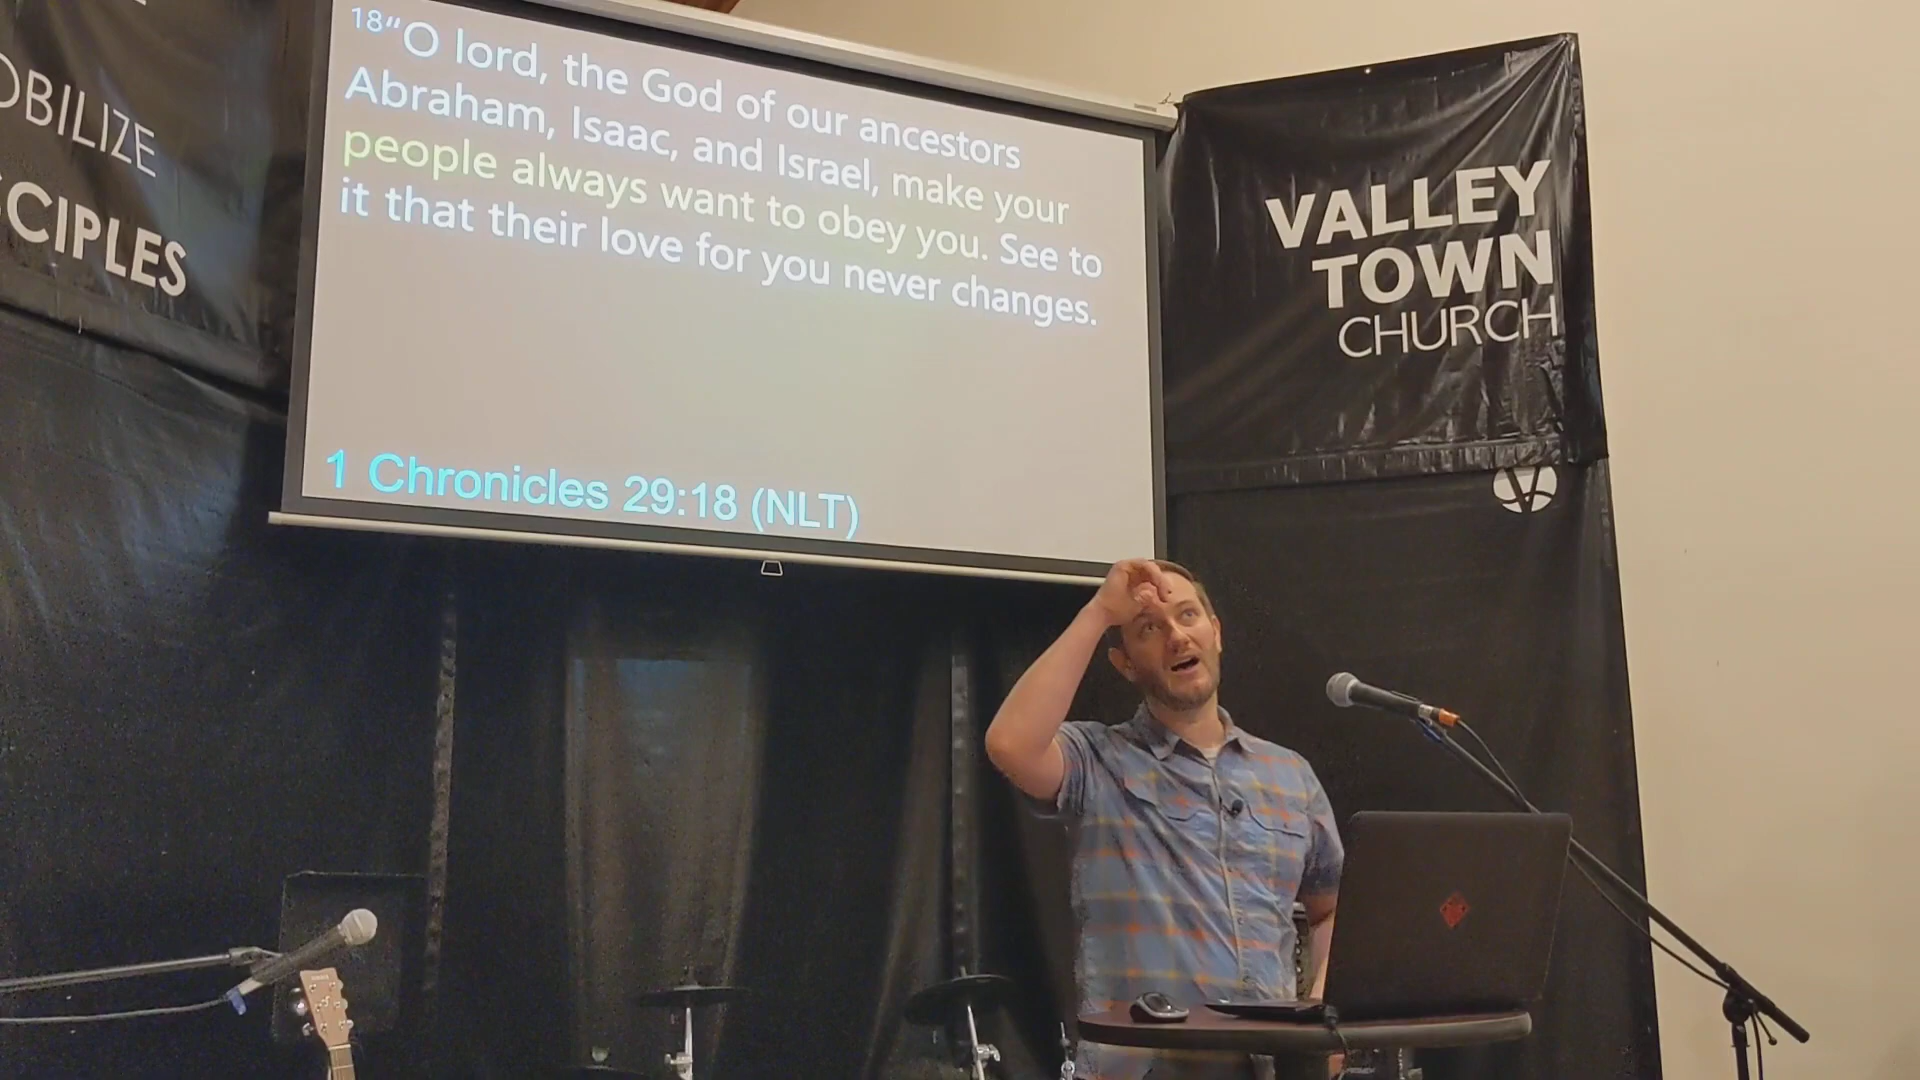 OBILIZE
SCIPLES
18"O lord, the God of our ancestors
Abraham, Isaac, and Israel, make your
people always want to obey you. See to
it that their love for you never changes.
1 Chronicles 29:18 (NLT)
VALLEY
TOWN
CHURCH